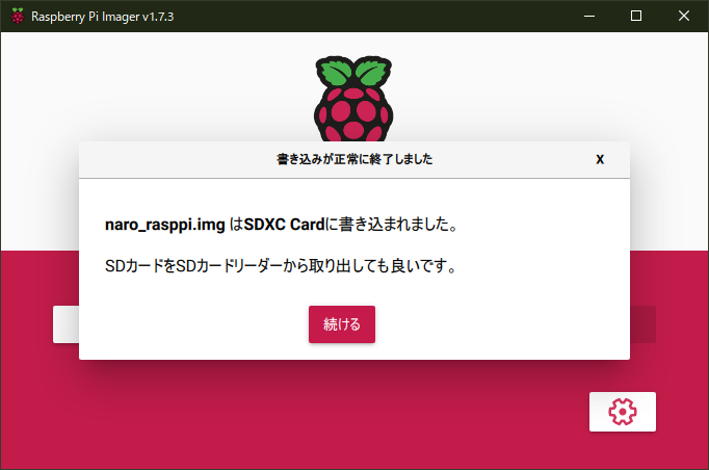 Raspberry Pi Imager v1.7.3
書き込みが正常に終了しました
X
naro_rasppi.img はSDXC Cardに書き込まれました。
SDカードをSDカードリーダーから取り出しても良いです。
続ける